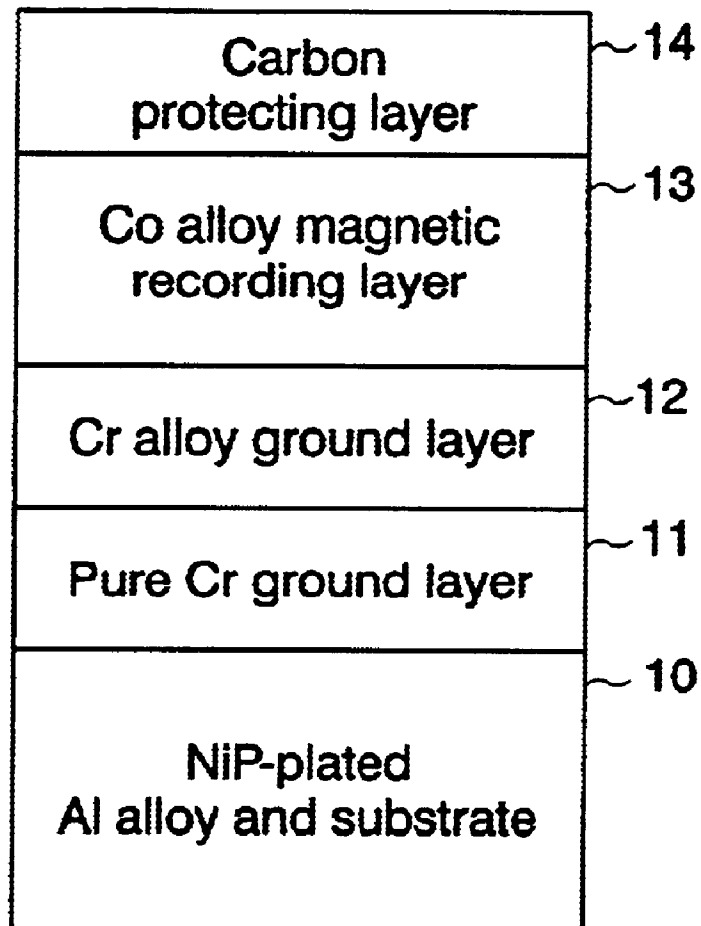 Carbon
protecting layer
14
Co alloy magnetic
recording layer
13
Cr alloy ground layer
12
Pure Cr ground layer
11
NiP-plated
Al alloy and substrate
10